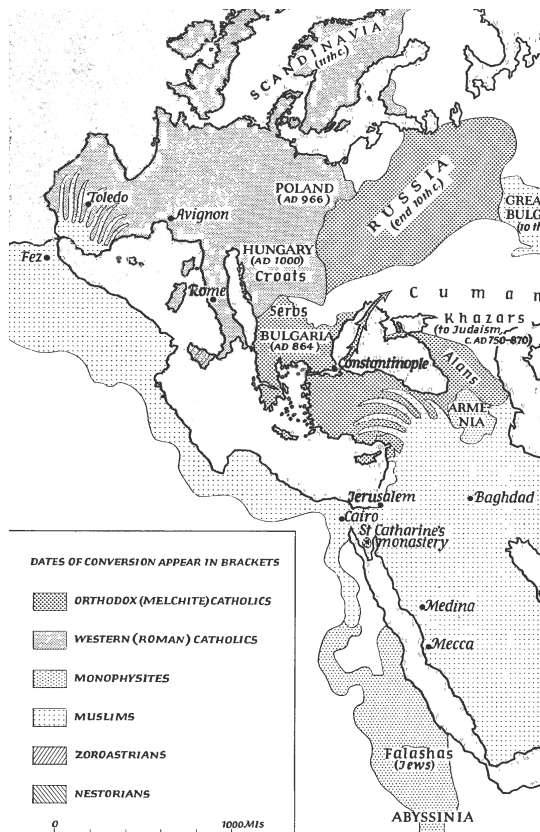 SCANDINAVIA
(11th c.)
POLAND
(AD 966)
RUSSIA
(end 10th c.)
Toledo
Avignon
HUNGARY
(AD 1000)
Croats
Fez
Rome
Serbs
BULGARIA
(AD 864)
Constantinople
Khazars
(to Judaism,
c. AD 750-870)
Alans
ARME-
NIA
Jerusalem
Baghdad
Cairo
St Catharine's
monastery
Medina
Mecca
Falashas
(Jews)
ABYSSINIA
DATES OF CONVERSION APPEAR IN BRACKETS
ORTHODOX (MELCHITE) CATHOLICS
WESTERN (ROMAN) CATHOLICS
MONOPHYSITES
MUSLIMS
ZOROASTRIANS
NESTORIANS
0 1000 MLS